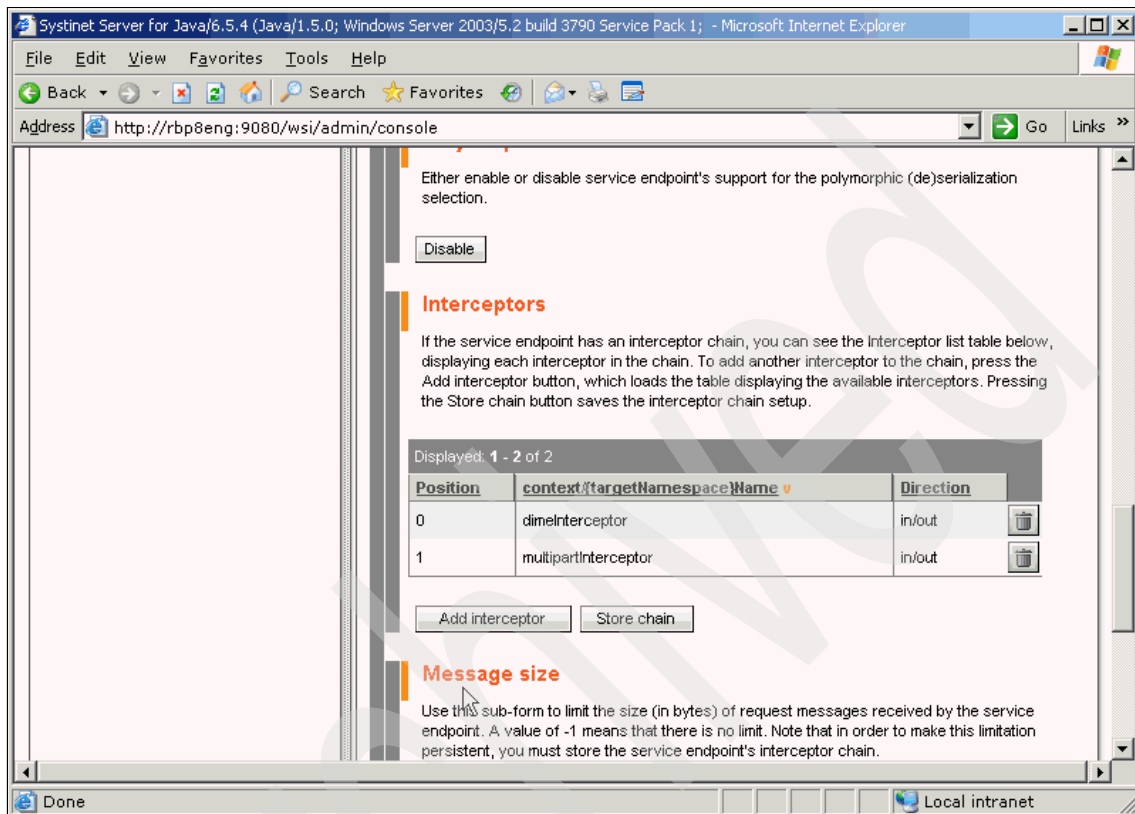 Systinet Server for Java/6.5.4 (Java/1.5.0; Windows Server 2003/5.2 build 3790 Service Pack 1; - Microsoft Internet Explorer
File Edit View Favorites Tools Help
Back Search Favorites
Address http://rbp8eng:9080/wsi/admin/console Go Links »
Either enable or disable service endpoint's support for the polymorphic (de)serialization
selection.
Disable
Interceptors
If the service endpoint has an interceptor chain, you can see the Interceptor list table below,
displaying each interceptor in the chain. To add another interceptor to the chain, press the
Add interceptor button, which loads the table displaying the available interceptors. Pressing
the Store chain button saves the interceptor chain setup.
Displayed: 1 - 2 of 2
Position context/{targetNamespace}Name Direction
0 dimeInterceptor in/out
1 multipartInterceptor in/out
Add interceptor Store chain
Message size
Use this sub-form to limit the size (in bytes) of request messages received by the service
endpoint. A value of -1 means that there is no limit. Note that in order to make this limitation
persistent, you must store the service endpoint's interceptor chain.
Done Local intranet